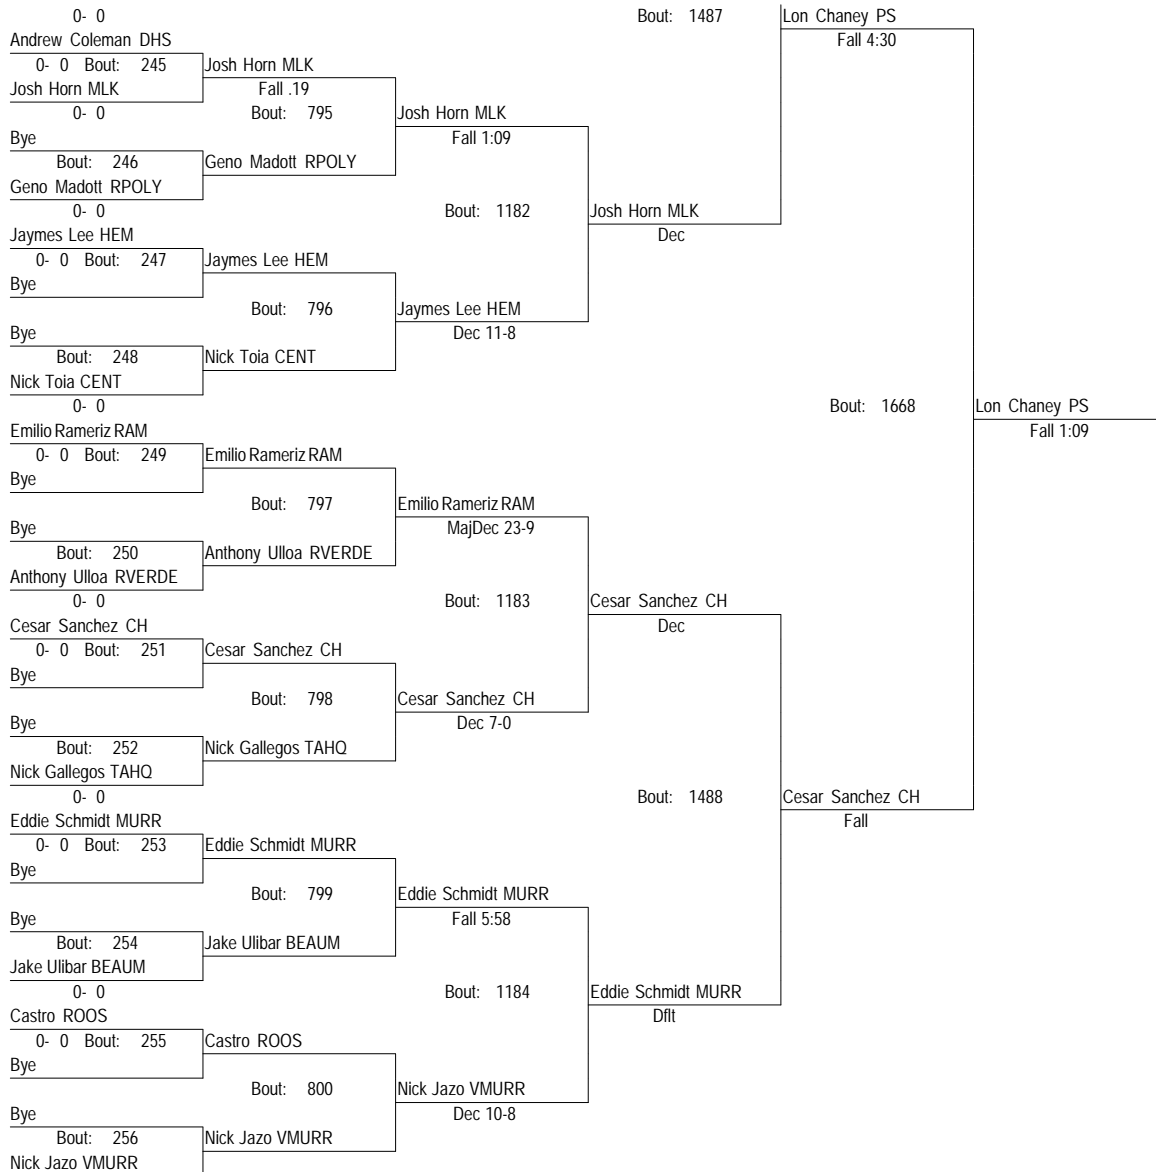 0- 0
Bout: 1487
Lon Chaney PS
Andrew Coleman DHS
Fall 4:30
0- 0 Bout: 245
Josh Horn MLK
Josh Horn MLK
Fall .19
0- 0
Bout: 795
Josh Horn MLK
Bye
Fall 1:09
Bout: 246
Geno Madott RPOLY
Geno Madott RPOLY
0- 0
Bout: 1182
Josh Horn MLK
Jaymes Lee HEM
Dec
0- 0 Bout: 247
Jaymes Lee HEM
Bye
Bout: 796
Jaymes Lee HEM
Bye
Dec 11-8
Bout: 248
Nick Toia CENT
Nick Toia CENT
0- 0
Bout: 1668
Lon Chaney PS
Emilio Rameriz RAM
Fall 1:09
0- 0 Bout: 249
Emilio Rameriz RAM
Bye
Bout: 797
Emilio Rameriz RAM
Bye
MajDec 23-9
Bout: 250
Anthony Ulloa RVERDE
Anthony Ulloa RVERDE
0- 0
Bout: 1183
Cesar Sanchez CH
Cesar Sanchez CH
Dec
0- 0 Bout: 251
Cesar Sanchez CH
Bye
Bout: 798
Cesar Sanchez CH
Bye
Dec 7-0
Bout: 252
Nick Gallegos TAHQ
Nick Gallegos TAHQ
0- 0
Bout: 1488
Cesar Sanchez CH
Eddie Schmidt MURR
Fall
0- 0 Bout: 253
Eddie Schmidt MURR
Bye
Bout: 799
Eddie Schmidt MURR
Bye
Fall 5:58
Bout: 254
Jake Ulibar BEAUM
Jake Ulibar BEAUM
0- 0
Bout: 1184
Eddie Schmidt MURR
Castro ROOS
Dflt
0- 0 Bout: 255
Castro ROOS
Bye
Bout: 800
Nick Jazo VMURR
Bye
Dec 10-8
Bout: 256
Nick Jazo VMURR
Nick Jazo VMURR